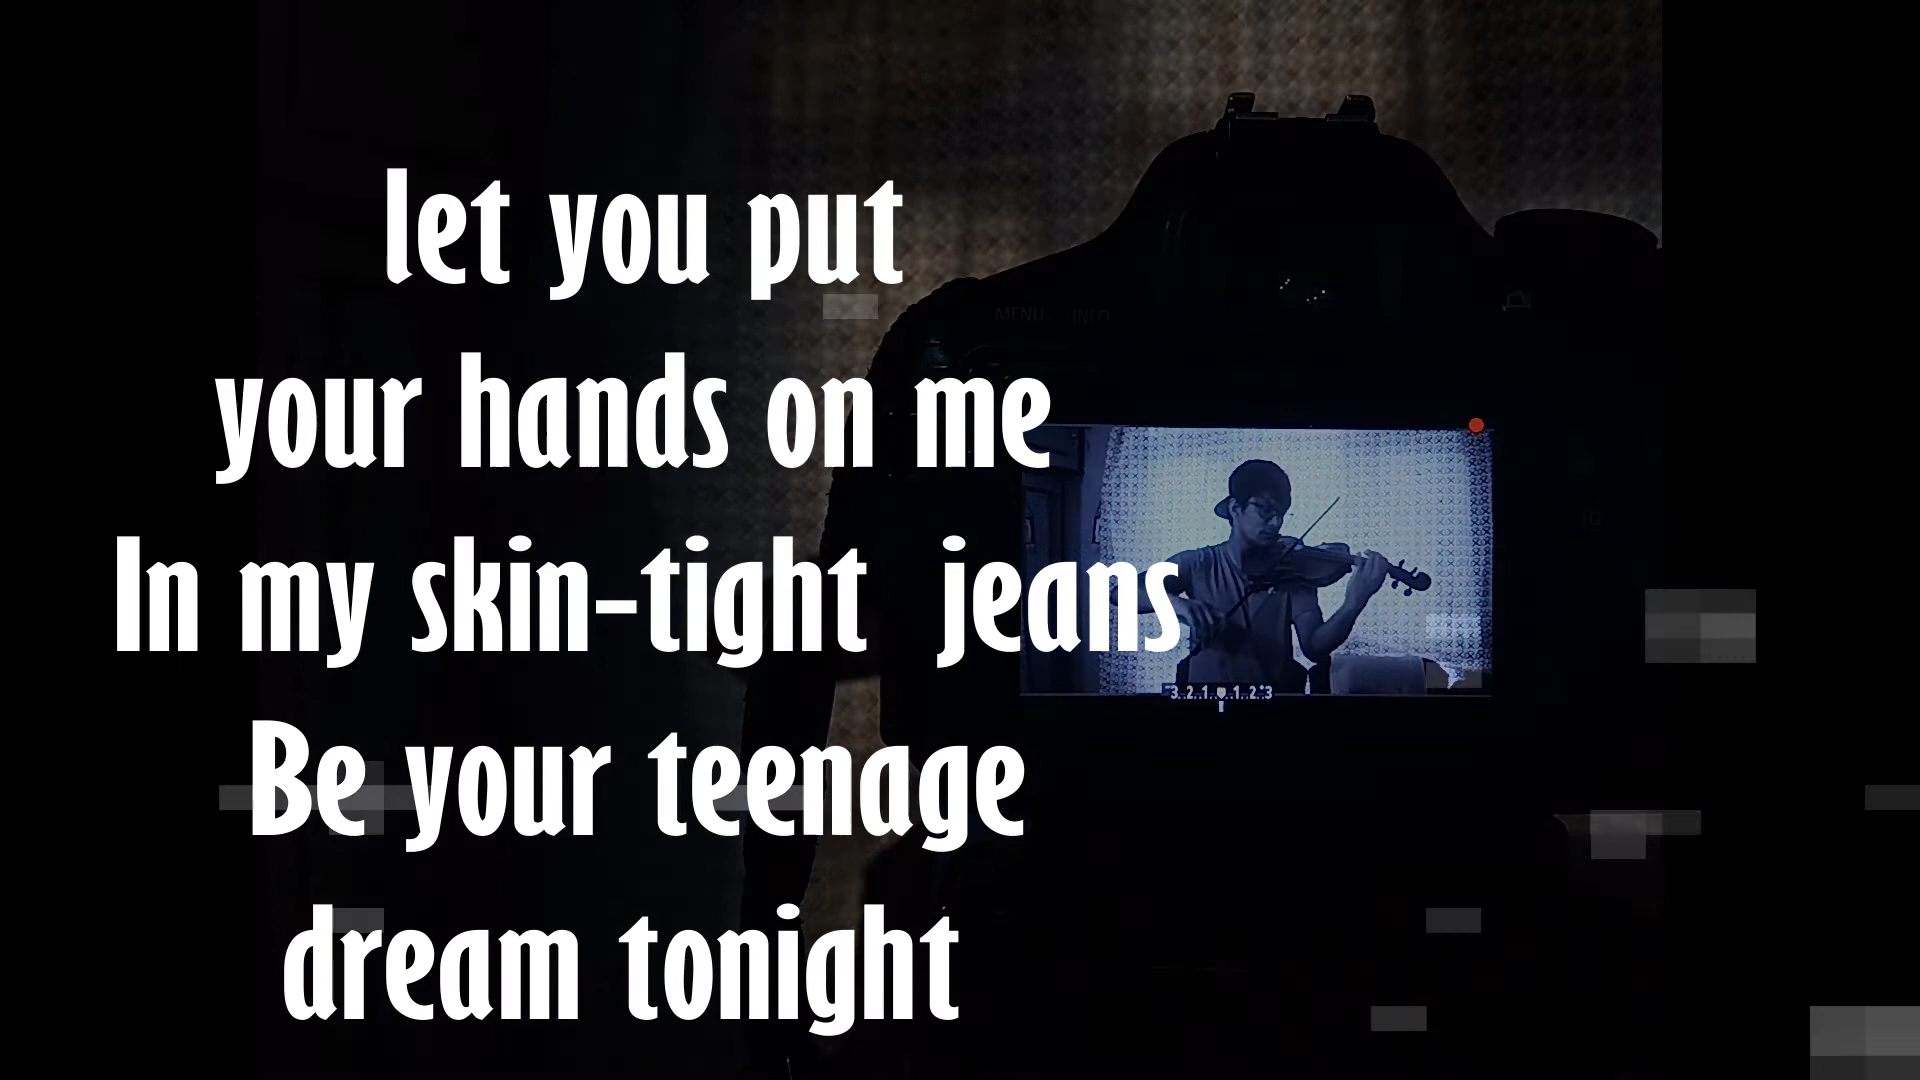 let you put
your hands on me
In my skin-tight jeans
Be your teenage
dream tonight
MENU INFO
3..2..1..0..1..2..3